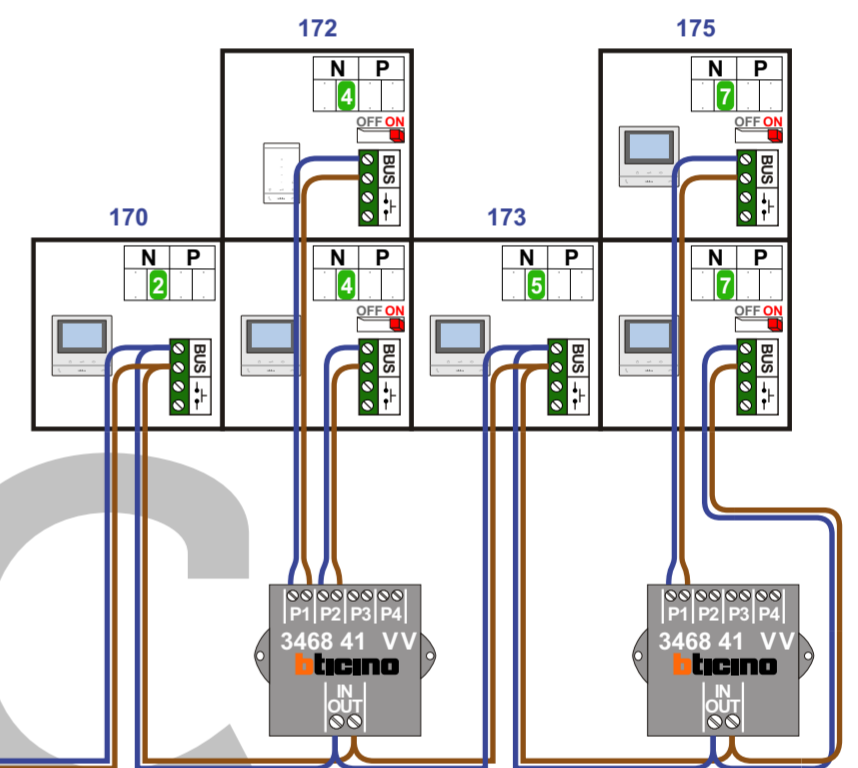 172
175
N P
4
OFF ON
BUS
N P
7
OFF ON
BUS
170
173
N P
2
BUS
N P
4
OFF ON
BUS
N P
5
BUS
N P
7
OFF ON
BUS
C
P1 P2 P3 P4
3468 41 VV
bticino
IN
OUT
P1 P2 P3 P4
3468 41 VV
bticino
IN
OUT